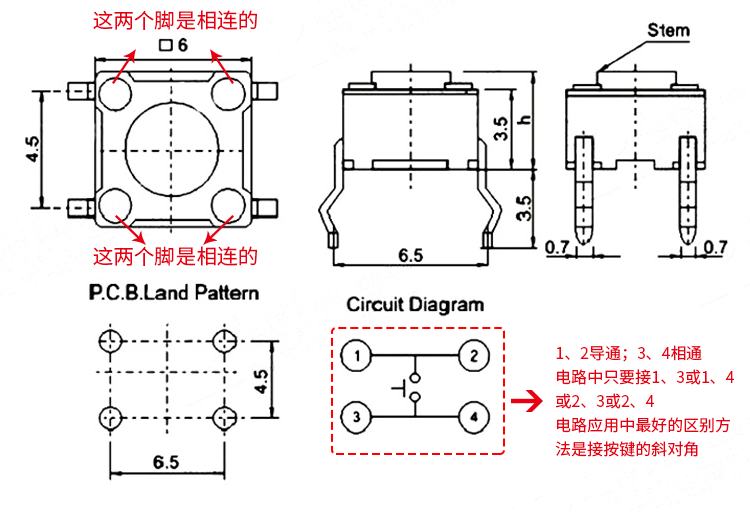 这两个脚是相连的
□ 6
4.5
这两个脚是相连的
3.5
h
3.5
6.5
Stem
0.7
0.7
P.C.B.Land Pattern
4.5
6.5
Circuit Diagram
1
2
3
4
1、2导通；3、4相通
电路中只要接1、3或1、4
或2、3或2、4
电路应用中最好的区别方
法是接按键的斜对角